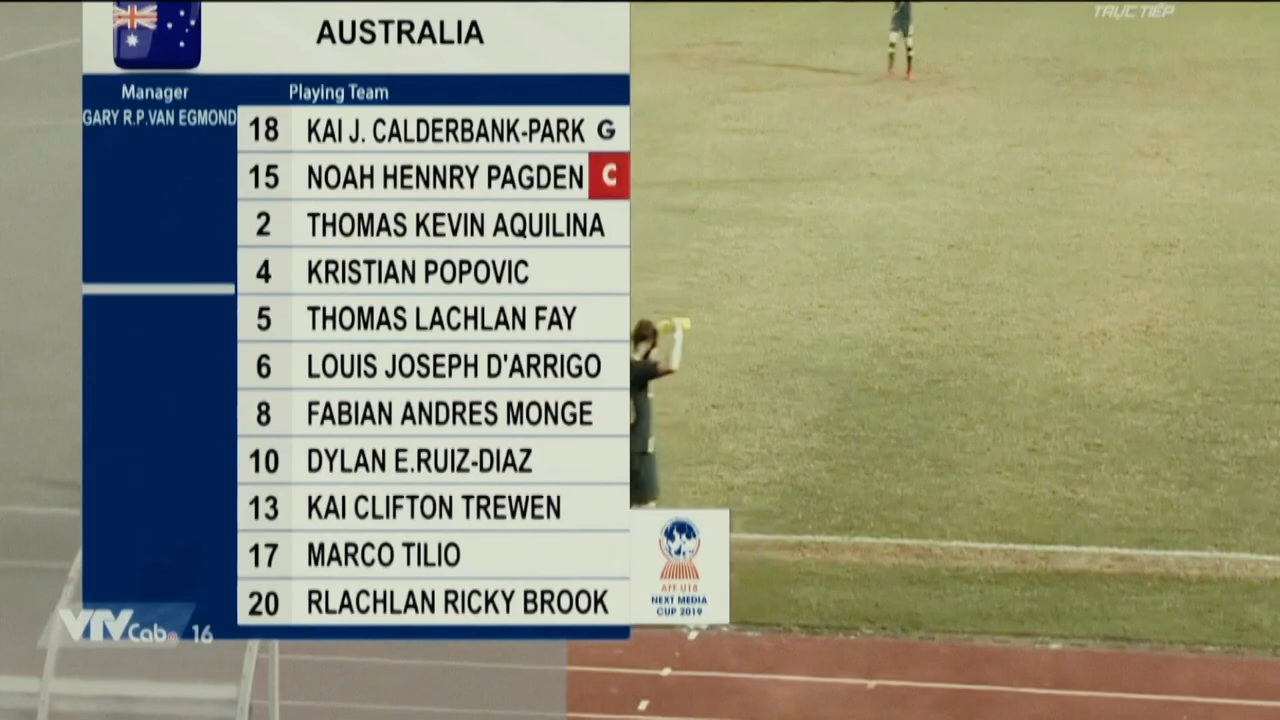 TRỰC TIẾP
AUSTRALIA
Manager
Playing Team
GARY R.P.VAN EGMOND
18 KAI J. CALDERBANK-PARK G
15 NOAH HENNRY PAGDEN C
2 THOMAS KEVIN AQUILINA
4 KRISTIAN POPOVIC
5 THOMAS LACHLAN FAY
6 LOUIS JOSEPH D'ARRIGO
8 FABIAN ANDRES MONGE
10 DYLAN E.RUIZ-DIAZ
13 KAI CLIFTON TREWEN
17 MARCO TILIO
20 RLACHLAN RICKY BROOK
AFF U18
NEXT MEDIA
CUP 2019
VTVCab 16